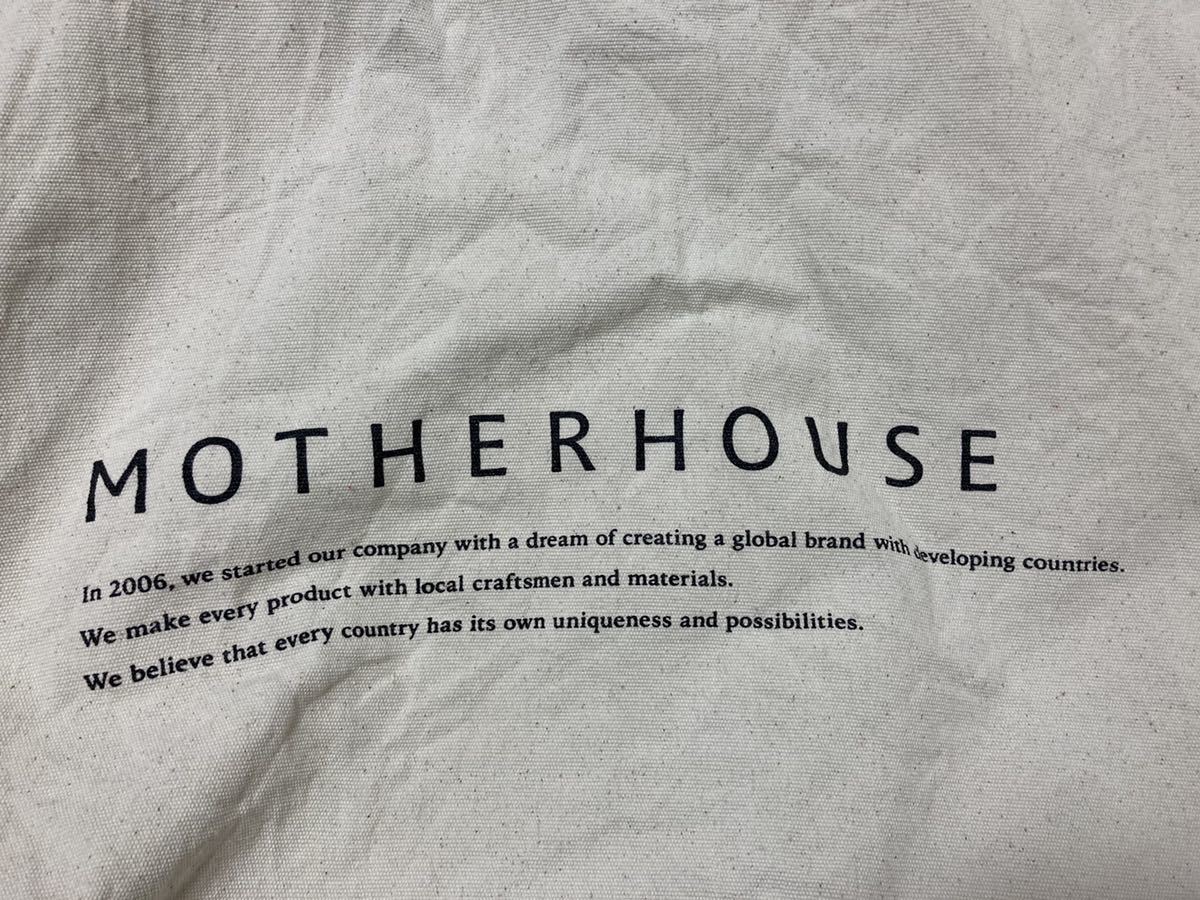 MOTHERHOUSE
In 2006, we started our company with a dream of creating a global brand with developing countries.
We make every product with local craftsmen and materials.
We believe that every country has its own uniqueness and possibilities.